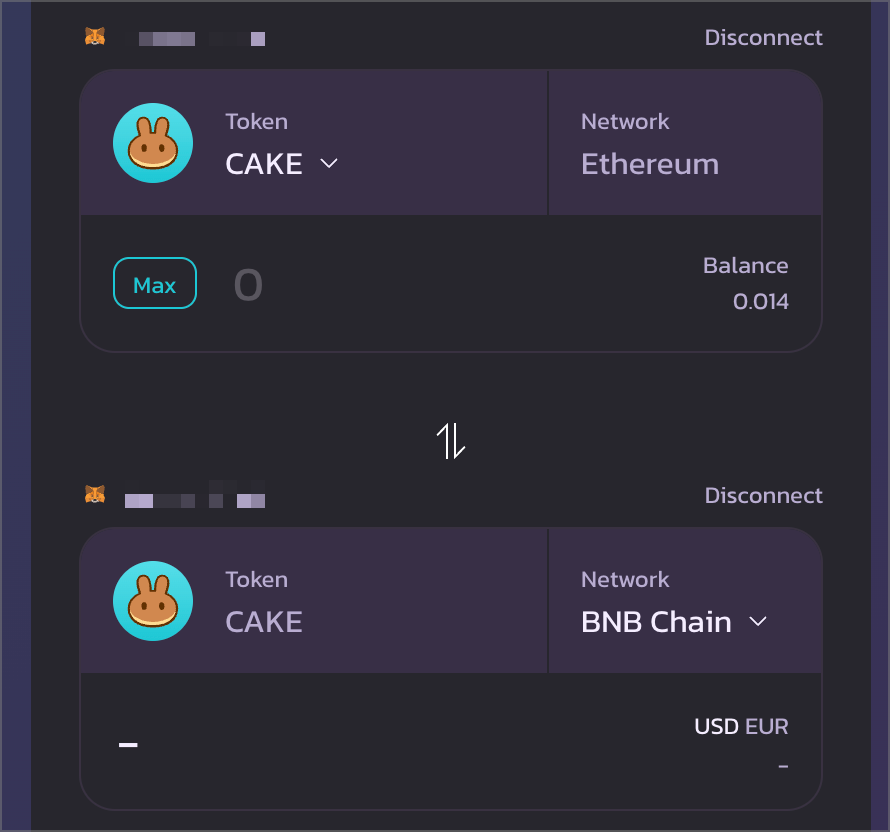 Disconnect
Token
Network
CAKE
Ethereum
Max
0
Balance
0.014
Disconnect
Token
Network
CAKE
BNB Chain
USD EUR
–
–